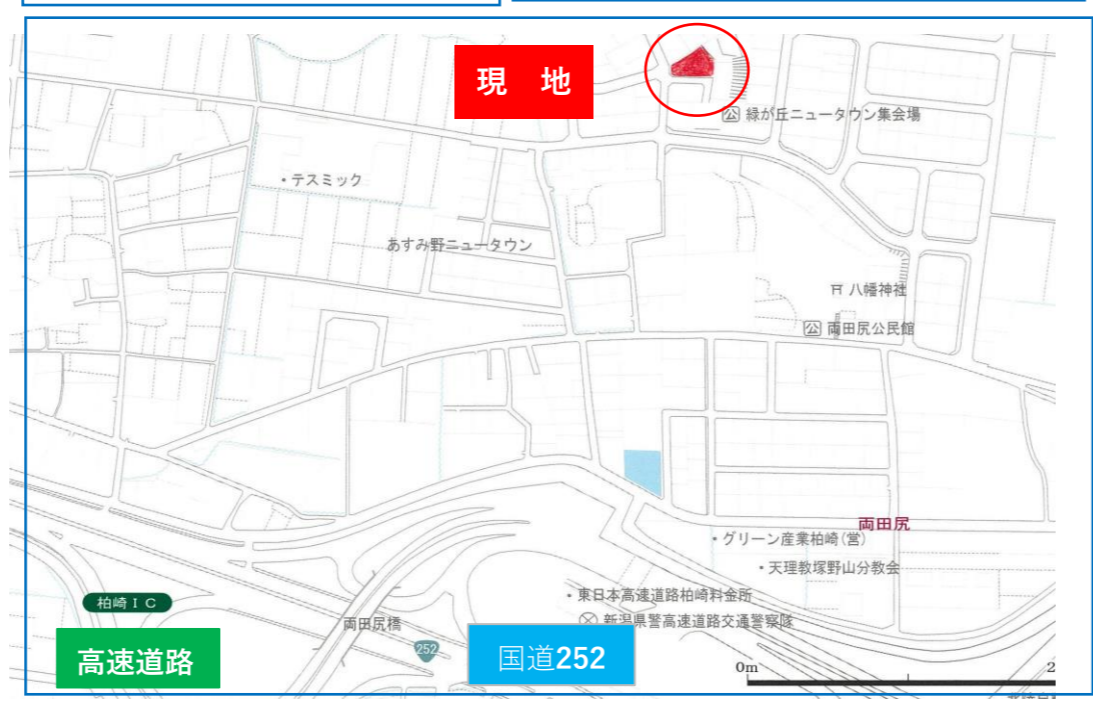 現 地
公 緑が丘ニュータウン集会場
・テスミック
あすみ野ニュータウン
八幡神社
公 両田尻公民館
両田尻
・グリーン産業柏崎(営)
・天理教塚野山分教会
・東日本高速道路柏崎料金所
新潟県警高速道路交通警察隊
柏崎IC
両田尻橋
252
高速道路
国道252
0m
2